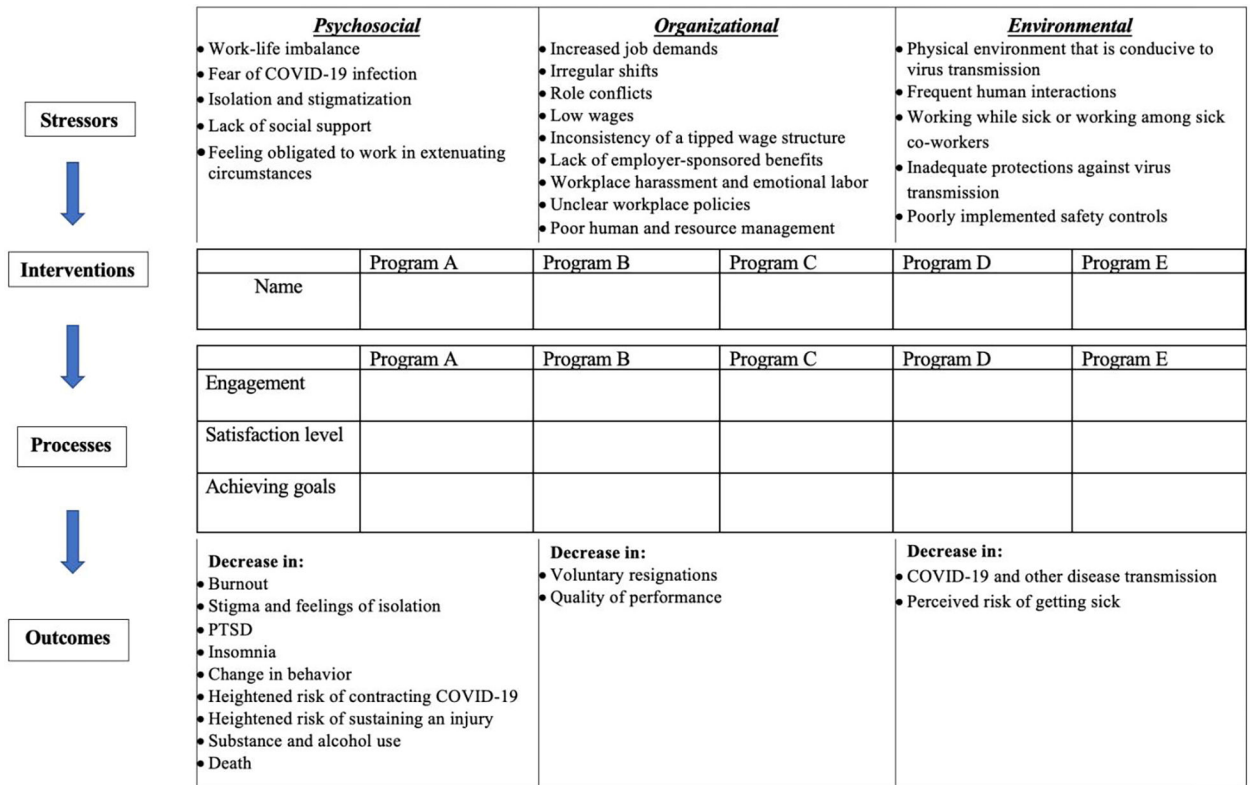 Psychosocial
• Work-life imbalance
• Fear of COVID-19 infection
• Isolation and stigmatization
• Lack of social support
• Feeling obligated to work in extenuating
circumstances
Organizational
• Increased job demands
• Irregular shifts
• Role conflicts
• Low wages
• Inconsistency of a tipped wage structure
• Lack of employer-sponsored benefits
• Workplace harassment and emotional labor
• Unclear workplace policies
• Poor human and resource management
Environmental
• Physical environment that is conducive to
virus transmission
• Frequent human interactions
• Working while sick or working among sick
co-workers
• Inadequate protections against virus
transmission
• Poorly implemented safety controls
Stressors
Interventions
Program A Program B Program C Program D Program E
Name
Processes
Program A Program B Program C Program D Program E
Engagement
Satisfaction level
Achieving goals
Outcomes
Decrease in:
• Burnout
• Stigma and feelings of isolation
• PTSD
• Insomnia
• Change in behavior
• Heightened risk of contracting COVID-19
• Heightened risk of sustaining an injury
• Substance and alcohol use
• Death
Decrease in:
• Voluntary resignations
• Quality of performance
Decrease in:
• COVID-19 and other disease transmission
• Perceived risk of getting sick